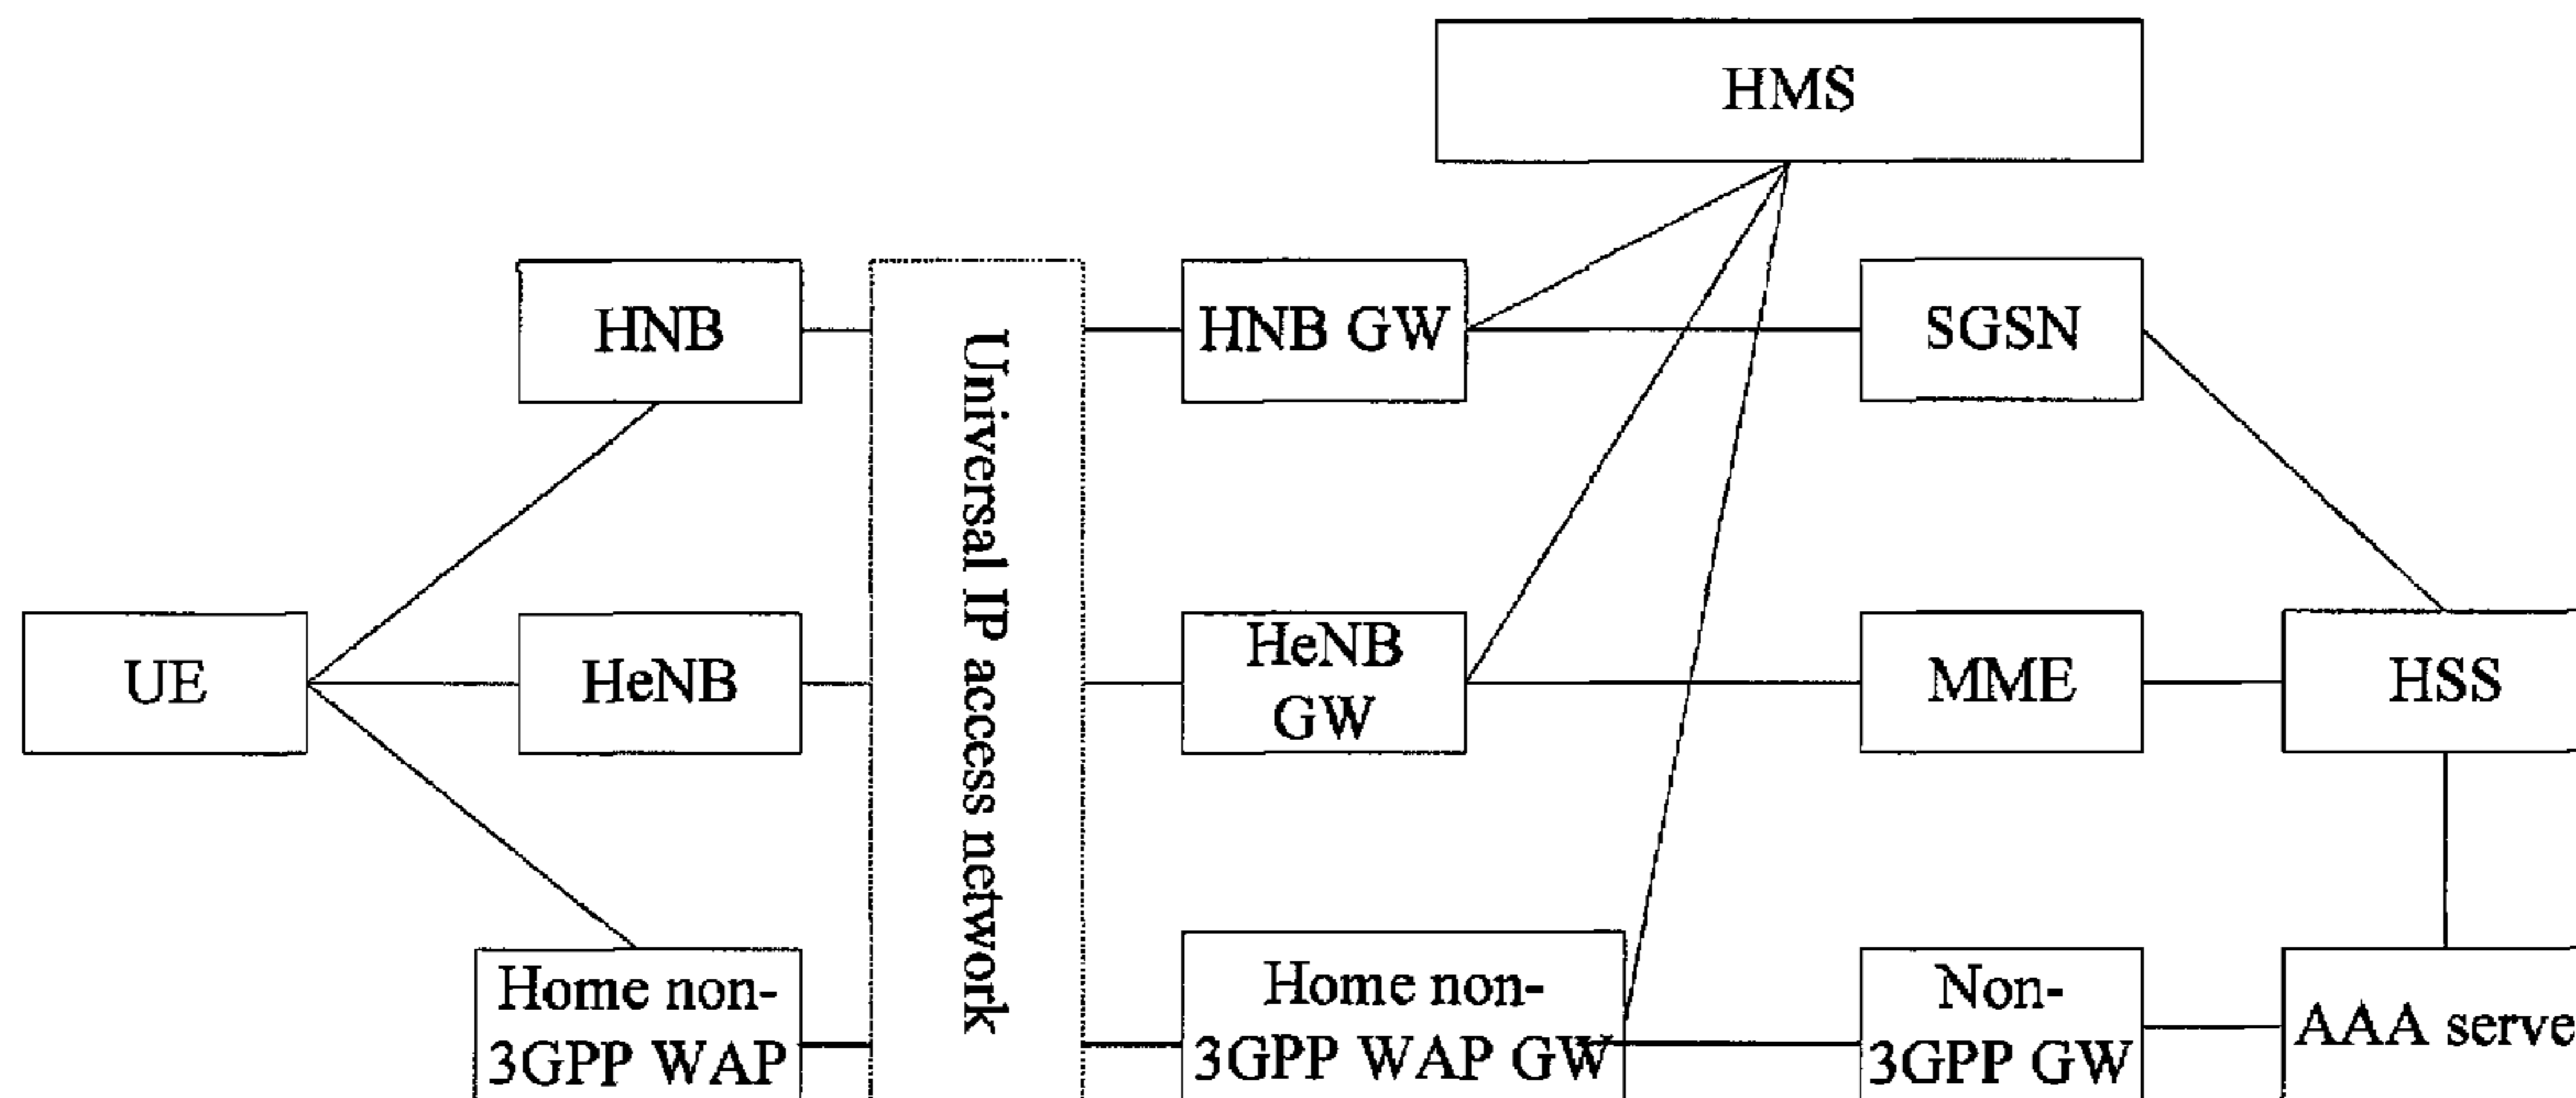 HMS
HNB
HNB GW
SGSN
Universal IP access network
UE
HeNB
HeNB
GW
MME
HSS
Home non-
3GPP WAP
Home non-
3GPP WAP GW
Non-
3GPP GW
AAA serve